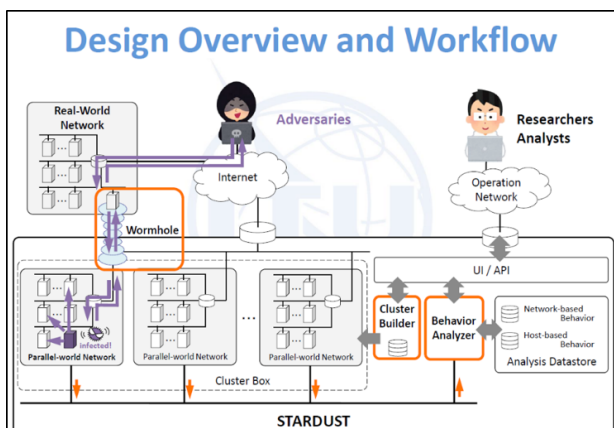 Design Overview and Workflow
Real-World
Network
Adversaries
Researchers
Analysts
Internet
Operation
Network
Wormhole
UI / API
Infected!
Parallel-world Network
Parallel-world Network
...
Parallel-world Network
Cluster
Builder
Behavior
Analyzer
Network-based
Behavior
Host-based
Behavior
Analysis Datastore
Cluster Box
STARDUST